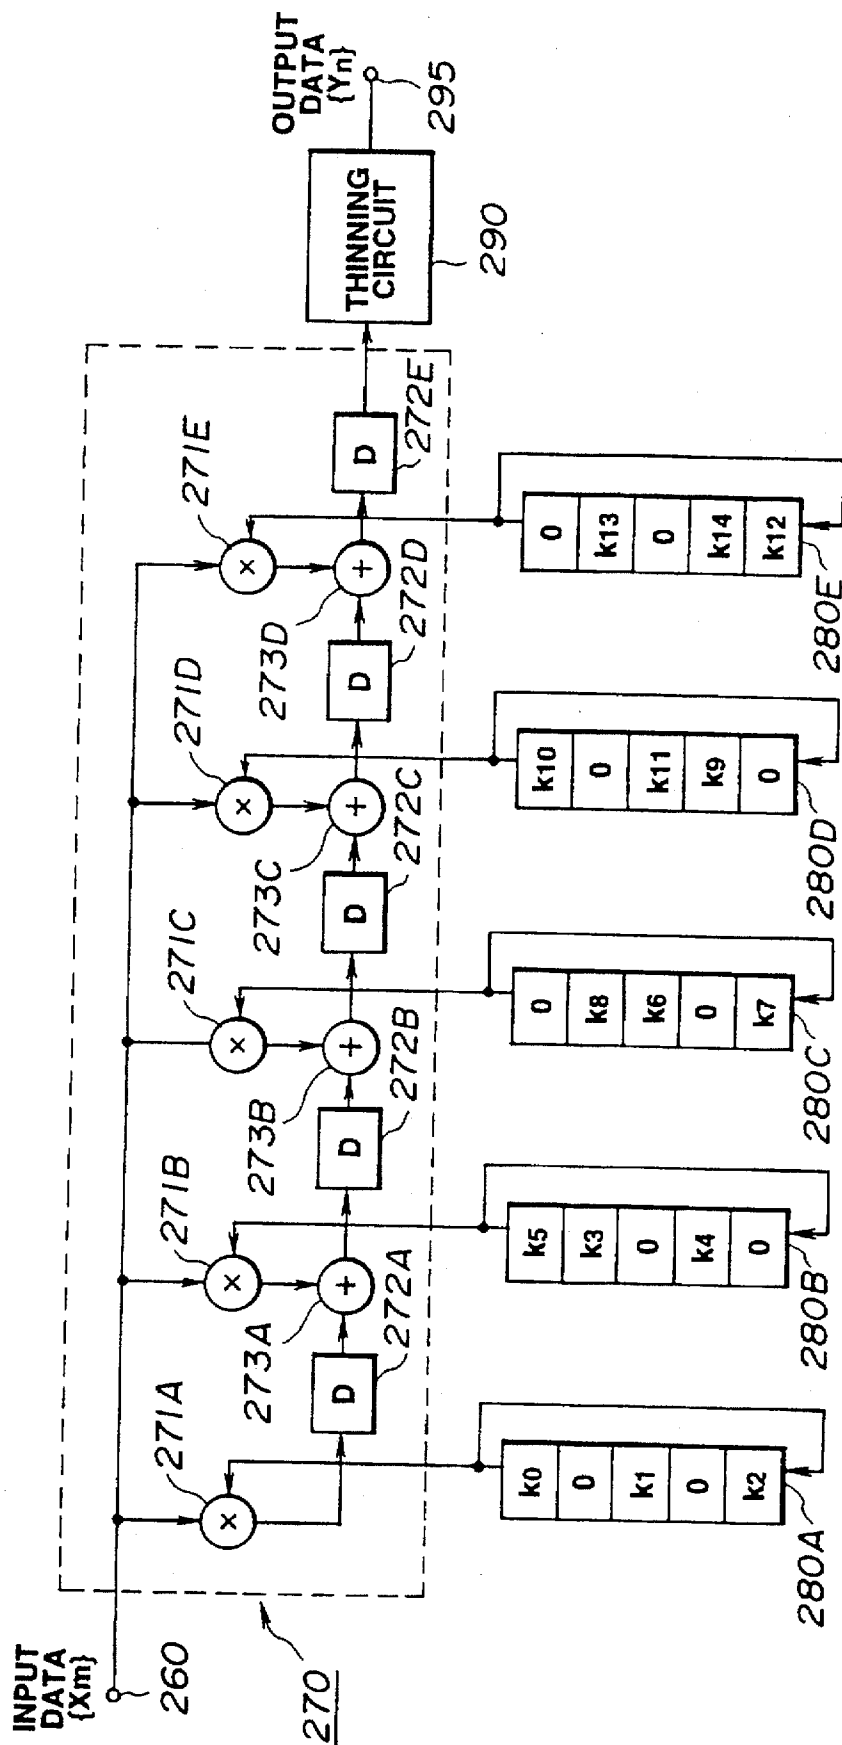 INPUT
DATA
{Xm}
260
270
271A
271B
271C
271D
271E
×
×
×
×
×
273A
273B
273C
273D
+
+
+
+
D
D
D
D
D
272A
272B
272C
272D
272E
THINNING
CIRCUIT
290
OUTPUT
DATA
{Yn}
295
k0
0
k1
0
k2
280A
k5
k3
0
k4
0
280B
0
k8
k6
0
k7
280C
k10
0
k11
k9
0
280D
0
k13
0
k14
k12
280E